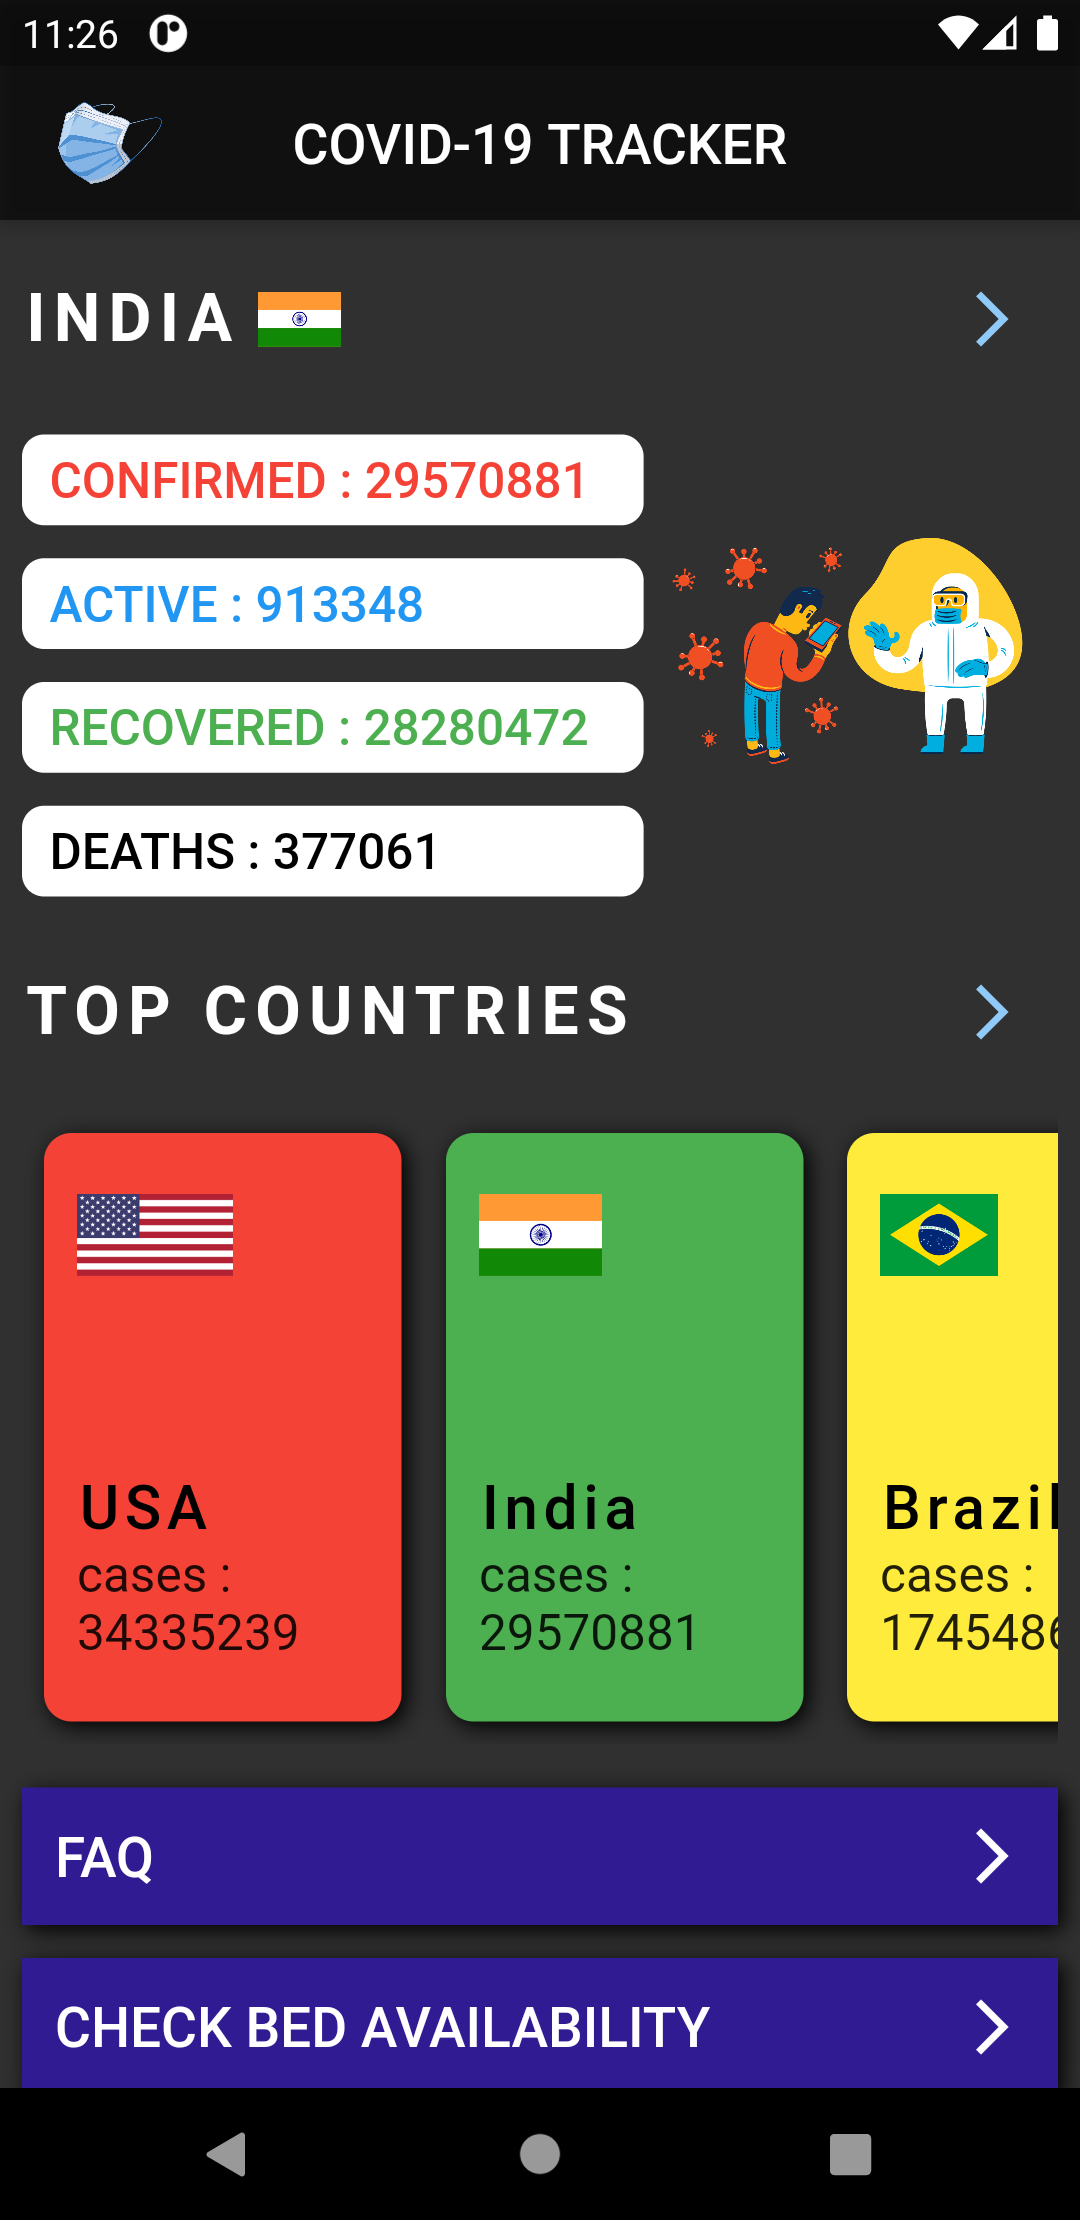 11:26
COVID-19 TRACKER
INDIA
CONFIRMED : 29570881
ACTIVE : 913348
RECOVERED : 28280472
DEATHS : 377061
TOP COUNTRIES
USA
cases :
34335239
India
cases :
29570881
Brazil
cases :
1745486
FAQ
CHECK BED AVAILABILITY